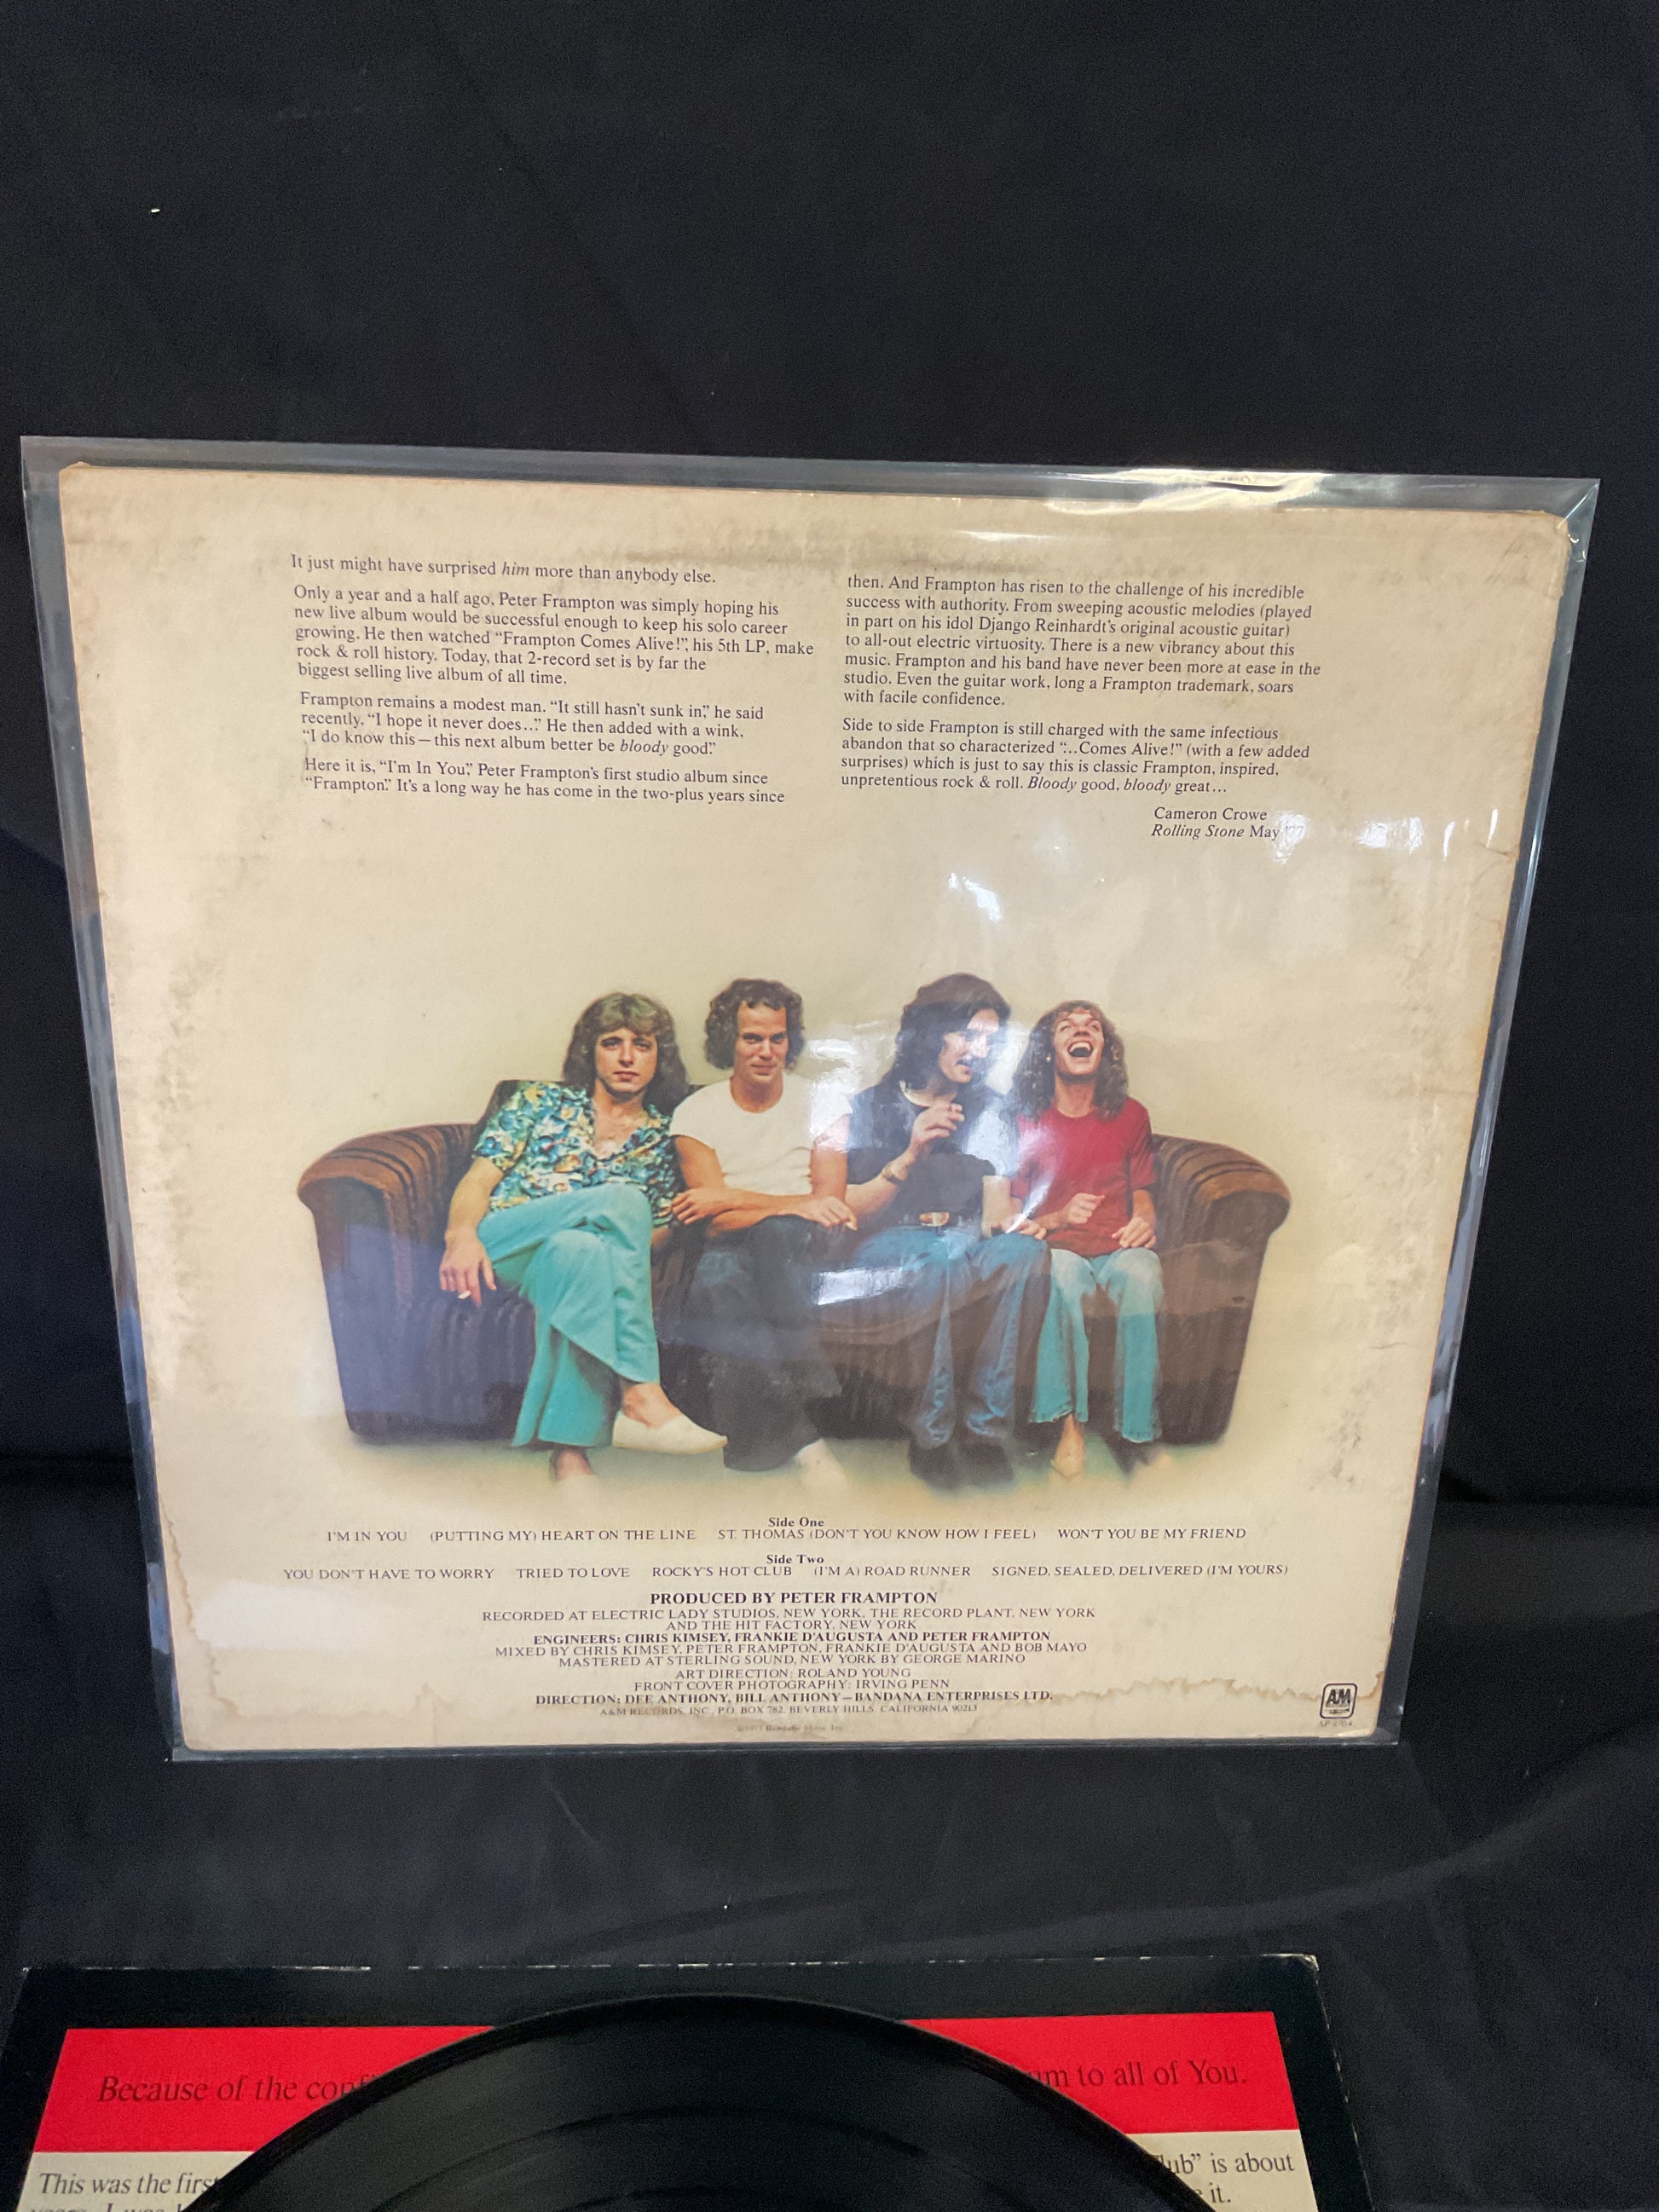 It just might have surprised him more than anybody else.
Only a year and a half ago, Peter Frampton was simply hoping his
new live album would be successful enough to keep his solo career
growing. He then watched "Frampton Comes Alive!", his 5th LP, make
rock & roll history. Today, that 2-record set is by far the
biggest selling live album of all time.
Frampton remains a modest man. "It still hasn't sunk in," he said
recently. "I hope it never does..." He then added with a wink,
"I do know this—this next album better be bloody good."
Here it is, "I'm In You," Peter Frampton's first studio album since
"Frampton." It's a long way he has come in the two-plus years since
then. And Frampton has risen to the challenge of his incredible
success with authority. From sweeping acoustic melodies (played
in part on his idol Django Reinhardt's original acoustic guitar)
to all-out electric virtuosity. There is a new vibrancy about this
music. Frampton and his band have never been more at ease in the
studio. Even the guitar work, long a Frampton trademark, soars
with facile confidence.
Side to side Frampton is still charged with the same infectious
abandon that so characterized "...Comes Alive!" (with a few added
surprises) which is just to say this is classic Frampton, inspired,
unpretentious rock & roll. Bloody good, bloody great...
Cameron Crowe
Rolling Stone May '77
Side One
I'M IN YOU (PUTTING MY) HEART ON THE LINE ST. THOMAS (DON'T YOU KNOW HOW I FEEL) WON'T YOU BE MY FRIEND
Side Two
YOU DON'T HAVE TO WORRY TRIED TO LOVE ROCKY'S HOT CLUB (I'M A) ROAD RUNNER SIGNED, SEALED, DELIVERED (I'M YOURS)
PRODUCED BY PETER FRAMPTON
RECORDED AT ELECTRIC LADY STUDIOS, NEW YORK, THE RECORD PLANT, NEW YORK
AND THE HIT FACTORY, NEW YORK
ENGINEERS: CHRIS KIMSEY, FRANKIE D'AUGUSTA AND PETER FRAMPTON
MIXED BY CHRIS KIMSEY, PETER FRAMPTON, FRANKIE D'AUGUSTA AND BOB MAYO
MASTERED AT STERLING SOUND, NEW YORK BY GEORGE MARINO
ART DIRECTION: ROLAND YOUNG
FRONT COVER PHOTOGRAPHY: IRVING PENN
DIRECTION: DEE ANTHONY, BILL ANTHONY—BANDANA ENTERPRISES LTD.
A&M RECORDS, INC., P.O. BOX 782, BEVERLY HILLS, CALIFORNIA 90213
AM
Because of the conf
um to all of You.
This was the firs
lub" is about
it.